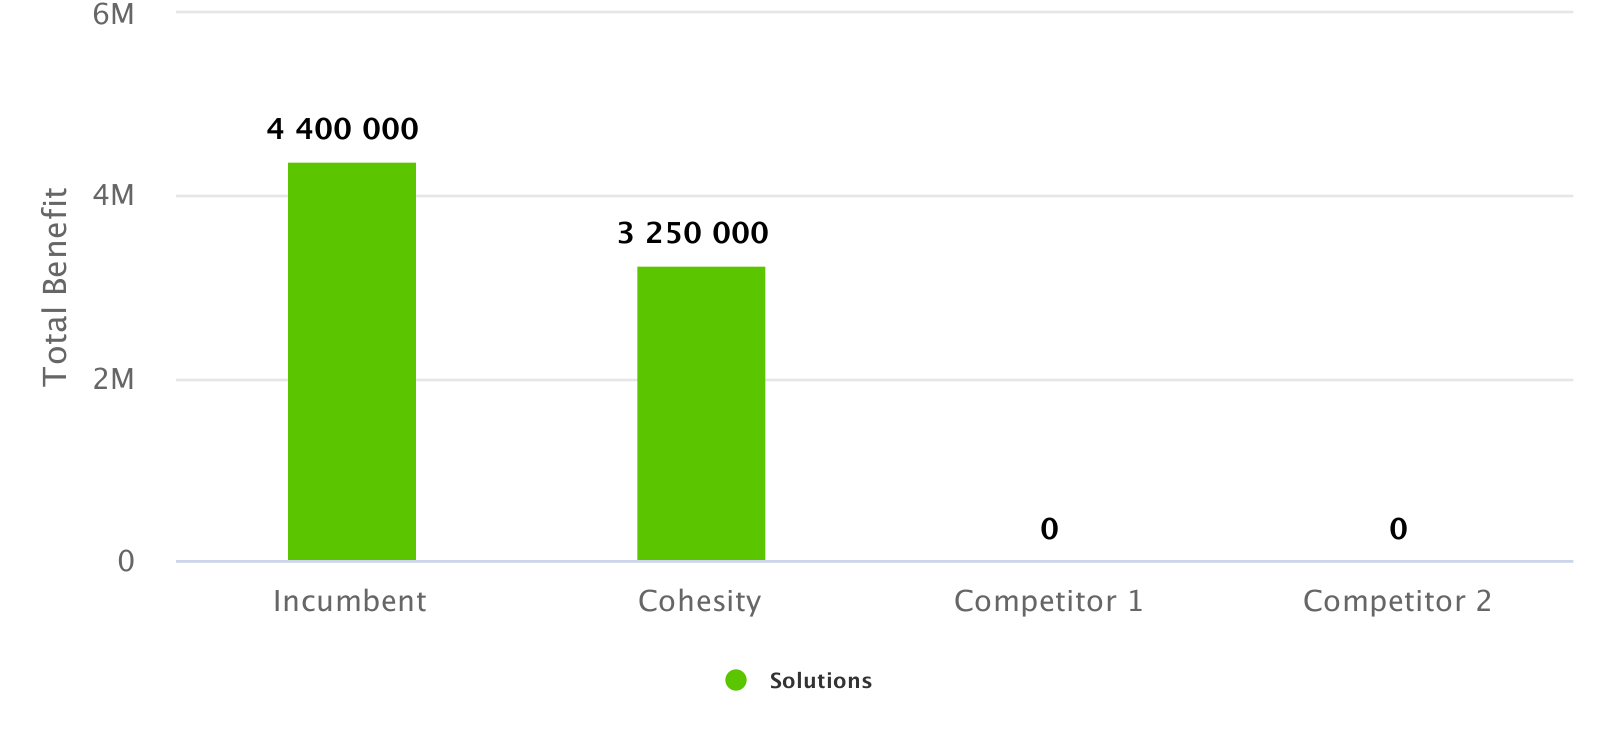 6M
4M
2M
0
Total Benefit
4 400 000
3 250 000
0
0
Incumbent
Cohesity
Competitor 1
Competitor 2
Solutions